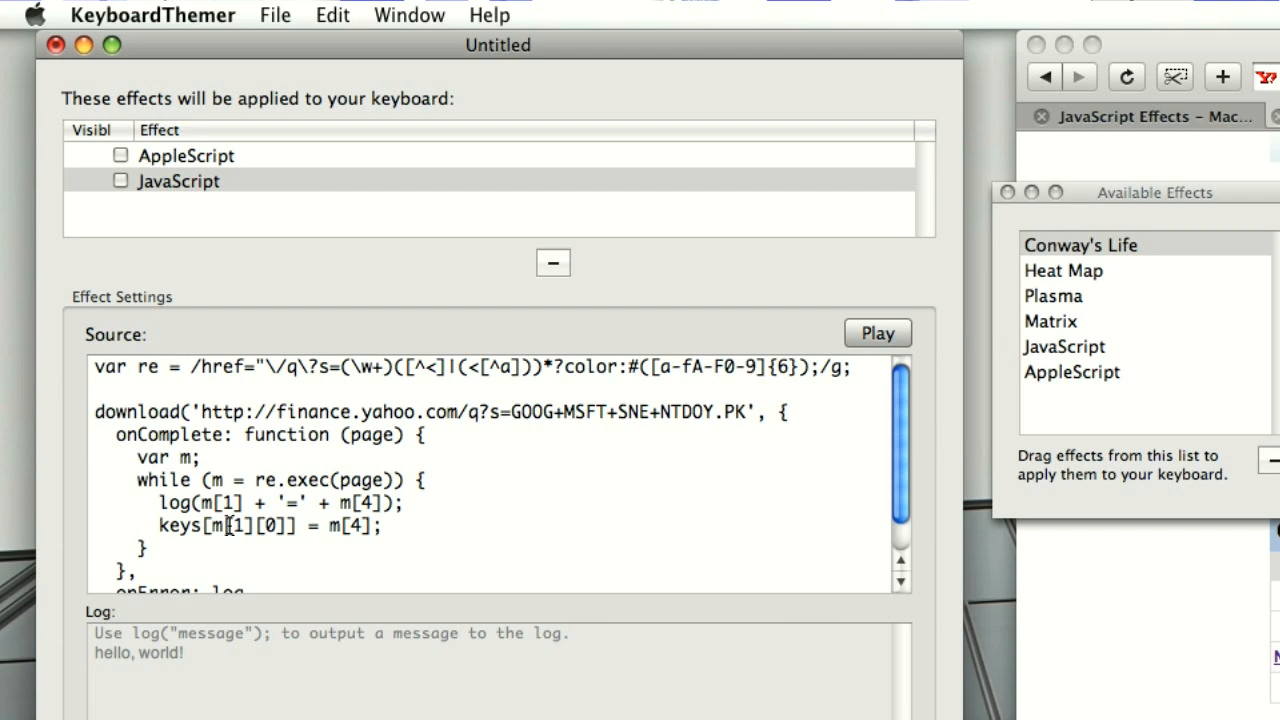 KeyboardThemer File Edit Window Help
Untitled
These effects will be applied to your keyboard:
Visibl Effect
AppleScript
JavaScript
Effect Settings
Source:
Play
var re = /href="\/q\?s=(\w+)([^<]|(<[^a]))*?color:#([a-fA-F0-9]{6});/g;
download('http://finance.yahoo.com/q?s=GOOG+MSFT+SNE+NTDOY.PK', {
onComplete: function (page) {
var m;
while (m = re.exec(page)) {
log(m[1] + '=' + m[4]);
keys[m[1][0]] = m[4];
}
},
onError: log
Log:
Use log("message"); to output a message to the log.
hello, world!
JavaScript Effects – Mac...
Available Effects
Conway's Life
Heat Map
Plasma
Matrix
JavaScript
AppleScript
Drag effects from this list to
apply them to your keyboard.